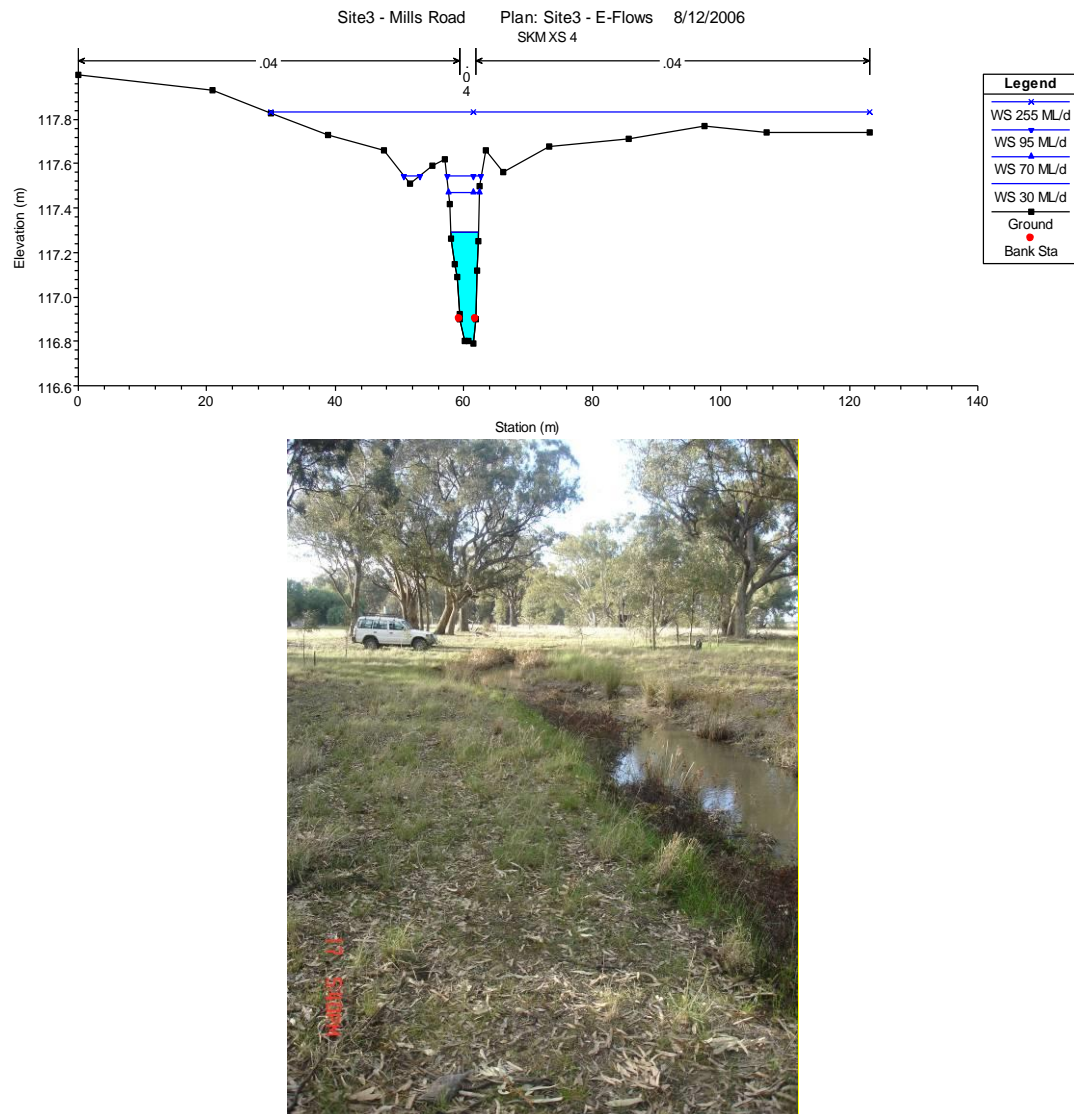 Site3 - Mills Road Plan: Site3 - E-Flows 8/12/2006
SKM XS 4
.04
.04
.04
Legend
WS 255 ML/d
WS 95 ML/d
WS 70 ML/d
WS 30 ML/d
Ground
Bank Sta
Elevation (m)
117.8
117.6
117.4
117.2
117.0
116.8
116.6
0 20 40 60 80 100 120 140
Station (m)